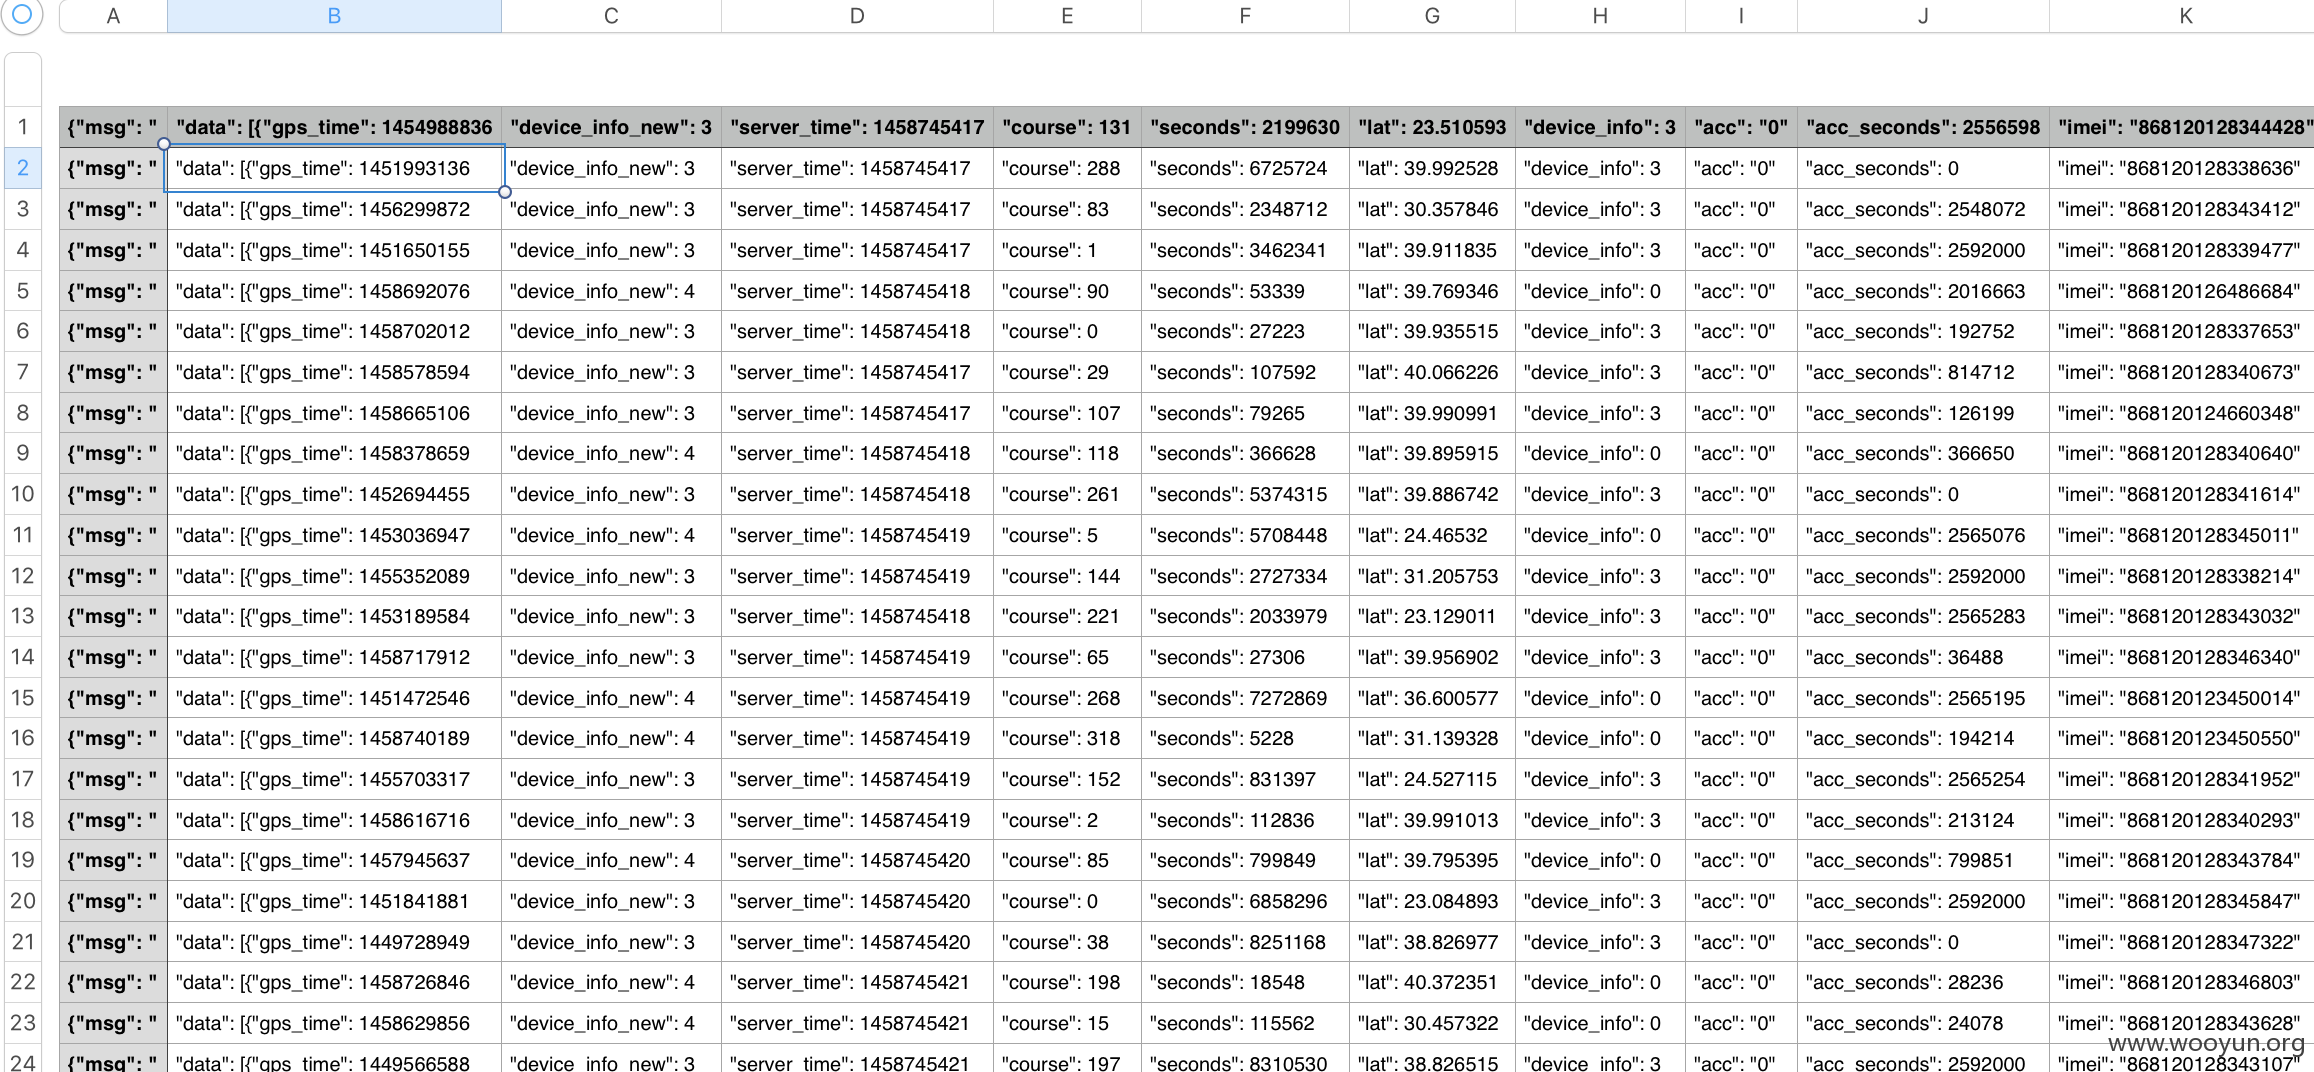 A B C D E F G H I J K
1 {"msg": " "data": [{"gps_time": 1454988836 "device_info_new": 3 "server_time": 1458745417 "course": 131 "seconds": 2199630 "lat": 23.510593 "device_info": 3 "acc": "0" "acc_seconds": 2556598 "imei": "868120128344428"
2 {"msg": " "data": [{"gps_time": 1451993136 "device_info_new": 3 "server_time": 1458745417 "course": 288 "seconds": 6725724 "lat": 39.992528 "device_info": 3 "acc": "0" "acc_seconds": 0 "imei": "868120128338636"
3 {"msg": " "data": [{"gps_time": 1456299872 "device_info_new": 3 "server_time": 1458745417 "course": 83 "seconds": 2348712 "lat": 30.357846 "device_info": 3 "acc": "0" "acc_seconds": 2548072 "imei": "868120128343412"
4 {"msg": " "data": [{"gps_time": 1451650155 "device_info_new": 3 "server_time": 1458745417 "course": 1 "seconds": 3462341 "lat": 39.911835 "device_info": 3 "acc": "0" "acc_seconds": 2592000 "imei": "868120128339477"
5 {"msg": " "data": [{"gps_time": 1458692076 "device_info_new": 4 "server_time": 1458745418 "course": 90 "seconds": 53339 "lat": 39.769346 "device_info": 0 "acc": "0" "acc_seconds": 2016663 "imei": "868120126486684"
6 {"msg": " "data": [{"gps_time": 1458702012 "device_info_new": 3 "server_time": 1458745418 "course": 0 "seconds": 27223 "lat": 39.935515 "device_info": 3 "acc": "0" "acc_seconds": 192752 "imei": "868120128337653"
7 {"msg": " "data": [{"gps_time": 1458578594 "device_info_new": 3 "server_time": 1458745417 "course": 29 "seconds": 107592 "lat": 40.066226 "device_info": 3 "acc": "0" "acc_seconds": 814712 "imei": "868120128340673"
8 {"msg": " "data": [{"gps_time": 1458665106 "device_info_new": 3 "server_time": 1458745417 "course": 107 "seconds": 79265 "lat": 39.990991 "device_info": 3 "acc": "0" "acc_seconds": 126199 "imei": "868120124660348"
9 {"msg": " "data": [{"gps_time": 1458378659 "device_info_new": 4 "server_time": 1458745418 "course": 118 "seconds": 366628 "lat": 39.895915 "device_info": 0 "acc": "0" "acc_seconds": 366650 "imei": "868120128340640"
10 {"msg": " "data": [{"gps_time": 1452694455 "device_info_new": 3 "server_time": 1458745418 "course": 261 "seconds": 5374315 "lat": 39.886742 "device_info": 3 "acc": "0" "acc_seconds": 0 "imei": "868120128341614"
11 {"msg": " "data": [{"gps_time": 1453036947 "device_info_new": 4 "server_time": 1458745419 "course": 5 "seconds": 5708448 "lat": 24.46532 "device_info": 0 "acc": "0" "acc_seconds": 2565076 "imei": "868120128345011"
12 {"msg": " "data": [{"gps_time": 1455352089 "device_info_new": 3 "server_time": 1458745419 "course": 144 "seconds": 2727334 "lat": 31.205753 "device_info": 3 "acc": "0" "acc_seconds": 2592000 "imei": "868120128338214"
13 {"msg": " "data": [{"gps_time": 1453189584 "device_info_new": 3 "server_time": 1458745418 "course": 221 "seconds": 2033979 "lat": 23.129011 "device_info": 3 "acc": "0" "acc_seconds": 2565283 "imei": "868120128343032"
14 {"msg": " "data": [{"gps_time": 1458717912 "device_info_new": 3 "server_time": 1458745419 "course": 65 "seconds": 27306 "lat": 39.956902 "device_info": 3 "acc": "0" "acc_seconds": 36488 "imei": "868120128346340"
15 {"msg": " "data": [{"gps_time": 1451472546 "device_info_new": 4 "server_time": 1458745419 "course": 268 "seconds": 7272869 "lat": 36.600577 "device_info": 0 "acc": "0" "acc_seconds": 2565195 "imei": "868120123450014"
16 {"msg": " "data": [{"gps_time": 1458740189 "device_info_new": 4 "server_time": 1458745419 "course": 318 "seconds": 5228 "lat": 31.139328 "device_info": 0 "acc": "0" "acc_seconds": 194214 "imei": "868120123450550"
17 {"msg": " "data": [{"gps_time": 1455703317 "device_info_new": 3 "server_time": 1458745419 "course": 152 "seconds": 831397 "lat": 24.527115 "device_info": 3 "acc": "0" "acc_seconds": 2565254 "imei": "868120128341952"
18 {"msg": " "data": [{"gps_time": 1458616716 "device_info_new": 3 "server_time": 1458745419 "course": 2 "seconds": 112836 "lat": 39.991013 "device_info": 3 "acc": "0" "acc_seconds": 213124 "imei": "868120128340293"
19 {"msg": " "data": [{"gps_time": 1457945637 "device_info_new": 4 "server_time": 1458745420 "course": 85 "seconds": 799849 "lat": 39.795395 "device_info": 0 "acc": "0" "acc_seconds": 799851 "imei": "868120128343784"
20 {"msg": " "data": [{"gps_time": 1451841881 "device_info_new": 3 "server_time": 1458745420 "course": 0 "seconds": 6858296 "lat": 23.084893 "device_info": 3 "acc": "0" "acc_seconds": 2592000 "imei": "868120128345847"
21 {"msg": " "data": [{"gps_time": 1449728949 "device_info_new": 3 "server_time": 1458745420 "course": 38 "seconds": 8251168 "lat": 38.826977 "device_info": 3 "acc": "0" "acc_seconds": 0 "imei": "868120128347322"
22 {"msg": " "data": [{"gps_time": 1458726846 "device_info_new": 4 "server_time": 1458745421 "course": 198 "seconds": 18548 "lat": 40.372351 "device_info": 0 "acc": "0" "acc_seconds": 28236 "imei": "868120128346803"
23 {"msg": " "data": [{"gps_time": 1458629856 "device_info_new": 4 "server_time": 1458745421 "course": 15 "seconds": 115562 "lat": 30.457322 "device_info": 0 "acc": "0" "acc_seconds": 24078 "imei": "868120128343628"
24 {"msg": " "data": [{"gps_time": 1449566588 "device_info_new": 3 "server_time": 1458745421 "course": 197 "seconds": 8310530 "lat": 38.826515 "device_info": 3 "acc": "0" "acc_seconds": 2592000 "imei": "868120128343107"
www.wooyun.org